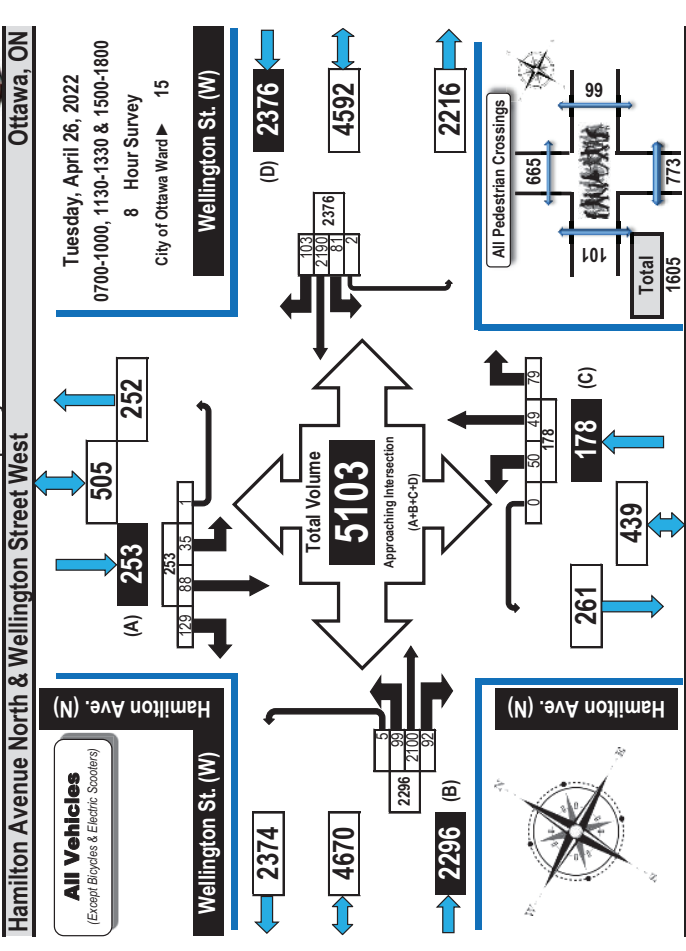 Hamilton Avenue North & Wellington Street West
Ottawa, ON
All Vehicles
(Except Bicycles & Electric Scooters)
Hamilton Ave. (N)
Wellington St. (W)
Tuesday, April 26, 2022
0700-1000, 1130-1330 & 1500-1800
8 Hour Survey
City of Ottawa Ward ► 15
Wellington St. (W)
(A)
253
505
252
253
129
88
35
1
2374
4670
2296
(B)
2296
5
99
2100
92
Total Volume
5103
Approaching Intersection
(A+B+C+D)
103
2190
81
2
2376
(D)
2376
4592
2216
0
50
49
79
178
178
(C)
261
439
Hamilton Ave. (N)
All Pedestrian Crossings
665
99
101
773
Total
1605